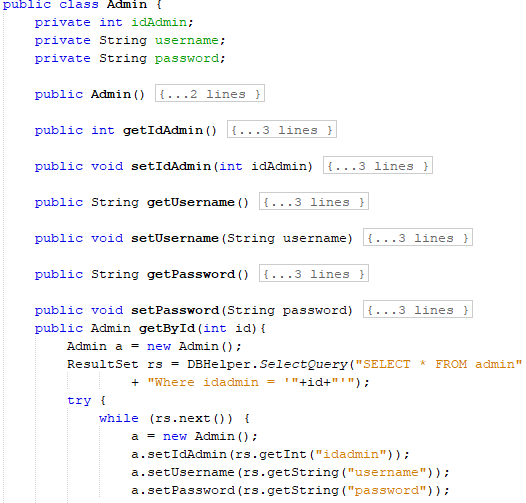 public class Admin {
    private int idAdmin;
    private String username;
    private String password;
    public Admin() {...2 lines }
    public int getIdAdmin() {...3 lines }
    public void setIdAdmin(int idAdmin) {...3 lines }
    public String getUsername() {...3 lines }
    public void setUsername(String username) {...3 lines }
    public String getPassword() {...3 lines }
    public void setPassword(String password) {...3 lines }
    public Admin getById(int id){
        Admin a = new Admin();
        ResultSet rs = DBHelper.SelectQuery("SELECT * FROM admin"
                + "Where idadmin = '"+id+"'");
        try {
            while (rs.next()) {
                a = new Admin();
                a.setIdAdmin(rs.getInt("idadmin"));
                a.setUsername(rs.getString("username"));
                a.setPassword(rs.getString("password"));